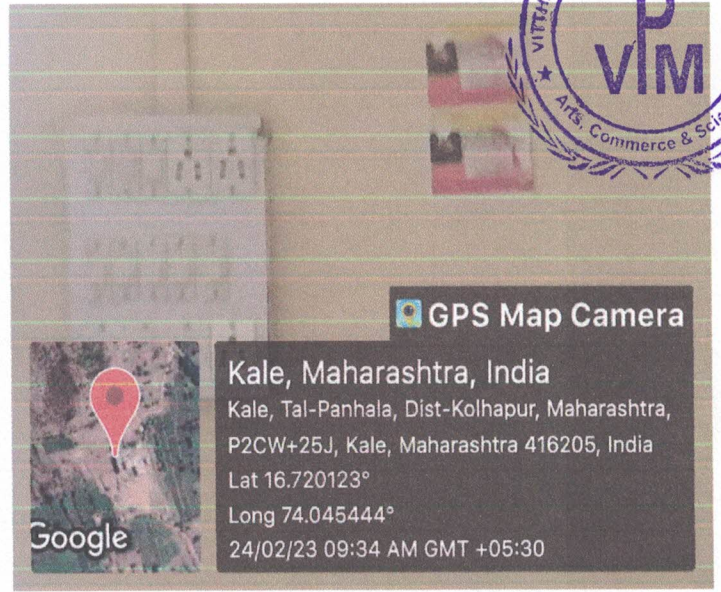 VPM
Arts, Commerce &
GPS Map Camera
Kale, Maharashtra, India
Kale, Tal-Panhala, Dist-Kolhapur, Maharashtra,
P2CW+25J, Kale, Maharashtra 416205, India
Lat 16.720123°
Long 74.045444°
24/02/23 09:34 AM GMT +05:30
Google